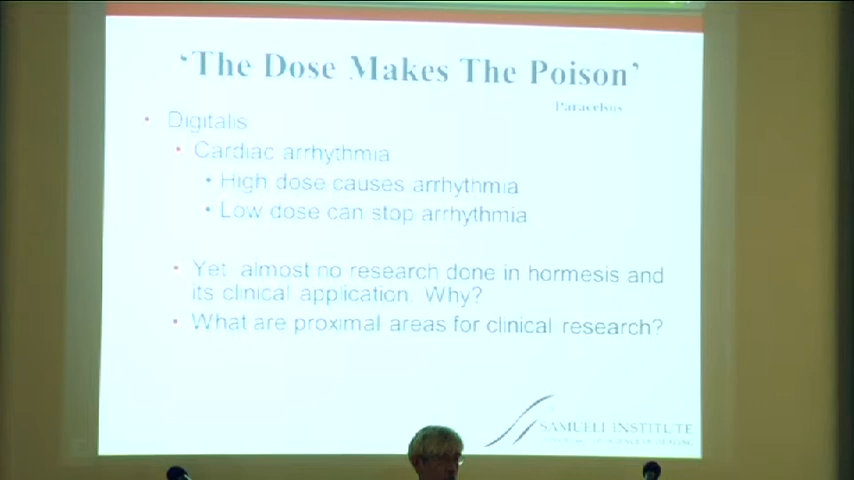 ‘The Dose Makes The Poison’
Paracelsus
• Digitalis
• Cardiac arrhythmia
• High dose causes arrhythmia
• Low dose can stop arrhythmia
• Yet almost no research done in hormesis and
its clinical application Why?
• What are proximal areas for clinical research?
SAMUELI INSTITUTE